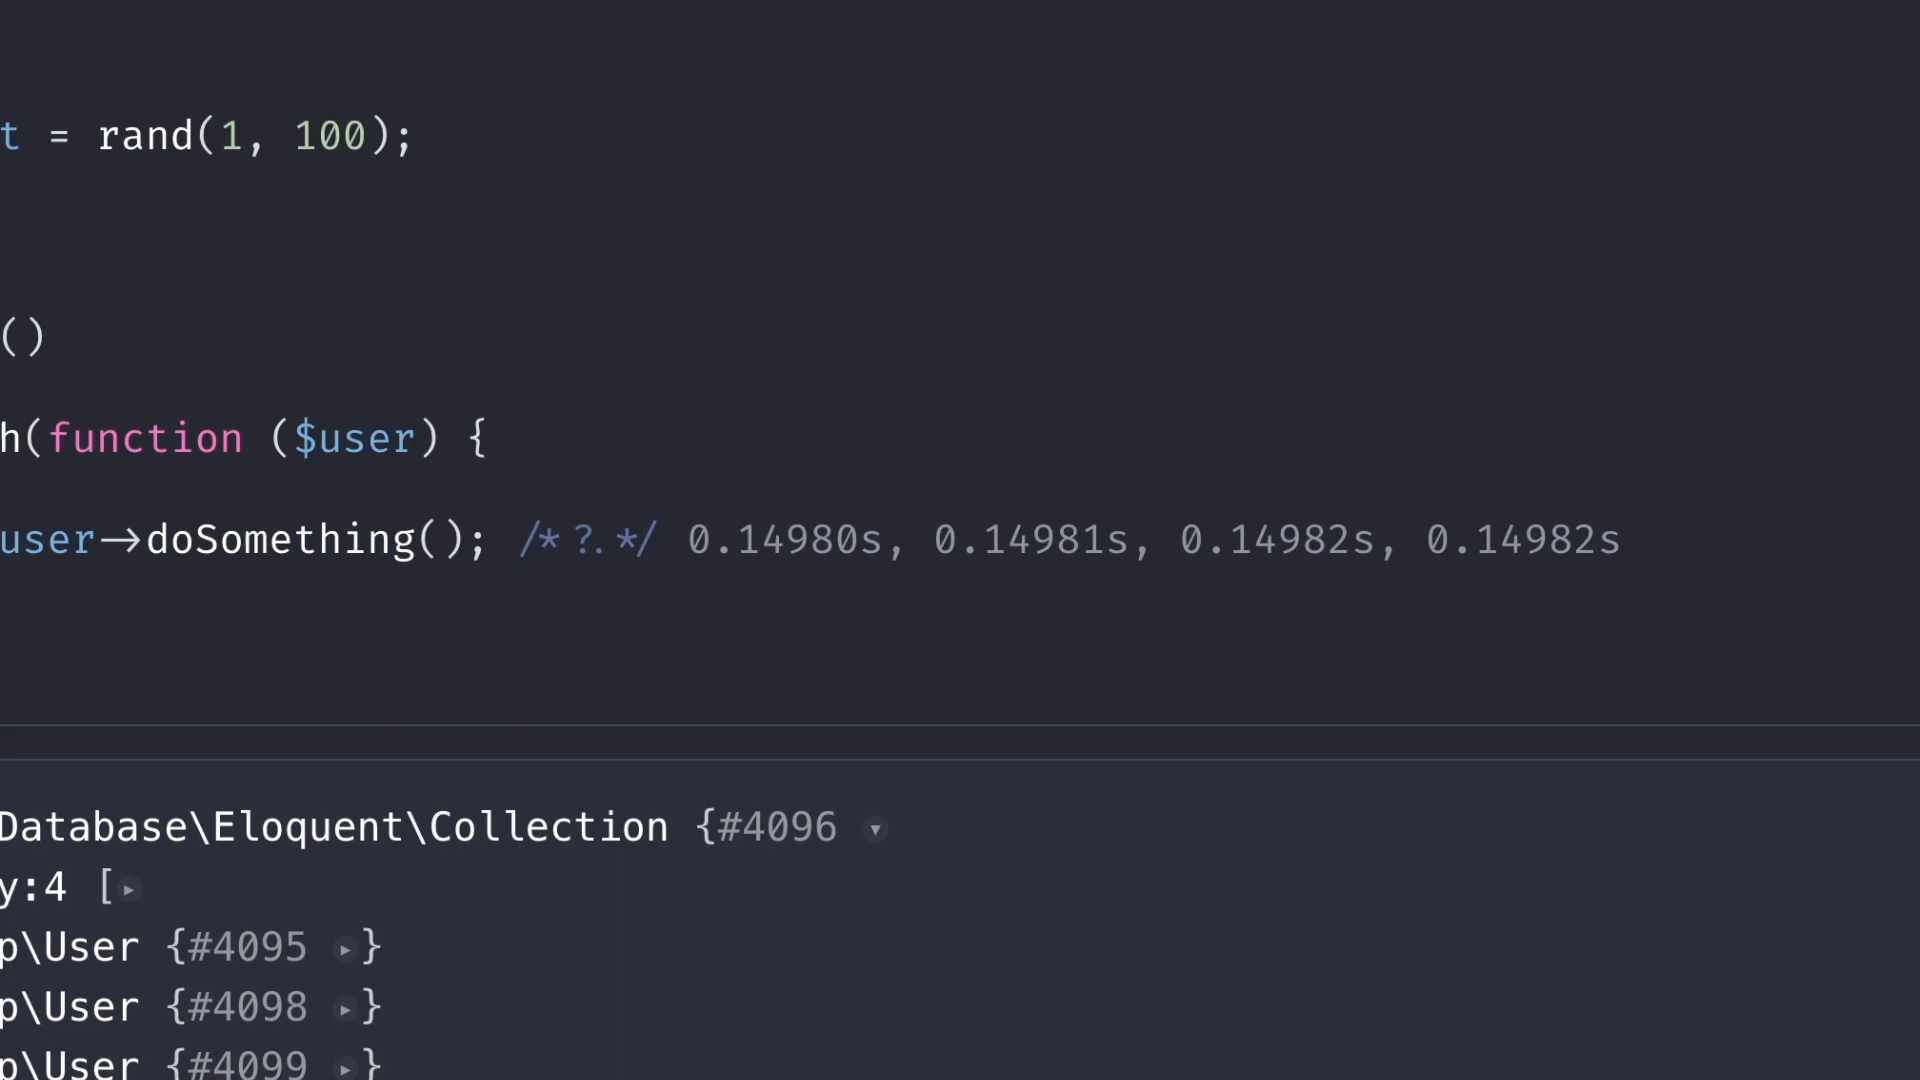 t = rand(1, 100);
()
h(function ($user) {
user->doSomething(); /*?.*/ 0.14980s, 0.14981s, 0.14982s, 0.14982s
Database\Eloquent\Collection {#4096 ▼
y:4 [▶
p\User {#4095 ▶}
p\User {#4098 ▶}
p\User {#4099 ▶}